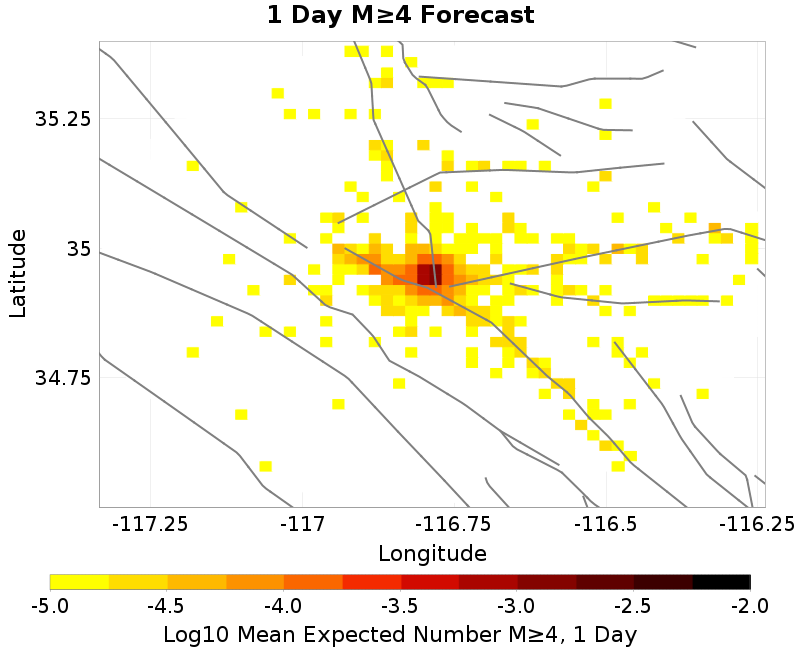 1 Day M≥4 Forecast
35.25
35
34.75
Latitude
-117.25 -117 -116.75 -116.5 -116.25
Longitude
-5.0 -4.5 -4.0 -3.5 -3.0 -2.5 -2.0
Log10 Mean Expected Number M≥4, 1 Day